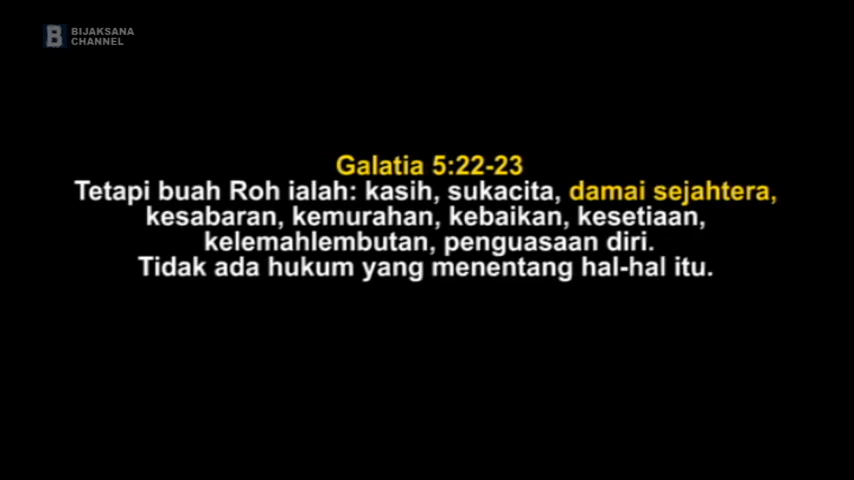 BIJAKSANA
CHANNEL
Galatia 5:22-23
Tetapi buah Roh ialah: kasih, sukacita, damai sejahtera,
kesabaran, kemurahan, kebaikan, kesetiaan,
kelemahlembutan, penguasaan diri.
Tidak ada hukum yang menentang hal-hal itu.